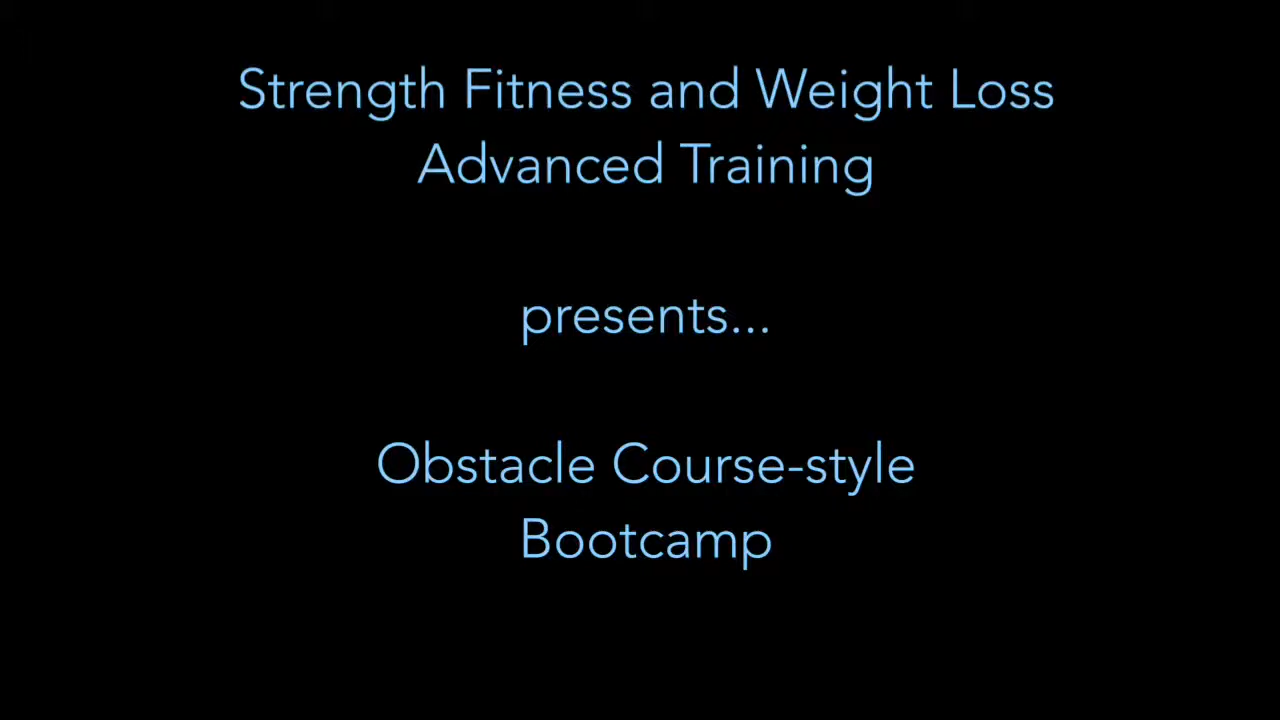 Strength Fitness and Weight Loss
Advanced Training
presents...
Obstacle Course-style
Bootcamp